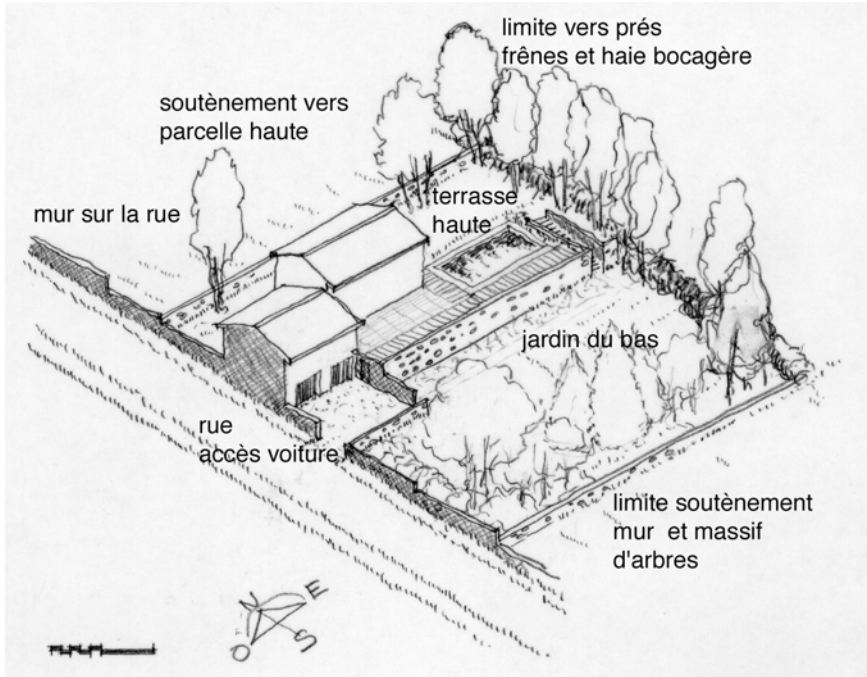 limite vers prés
frênes et haie bocagère
soutènement vers
parcelle haute
mur sur la rue
terrasse
haute
jardin du bas
rue
accès voiture
limite soutènement
mur et massif
d'arbres
N
E
S
O